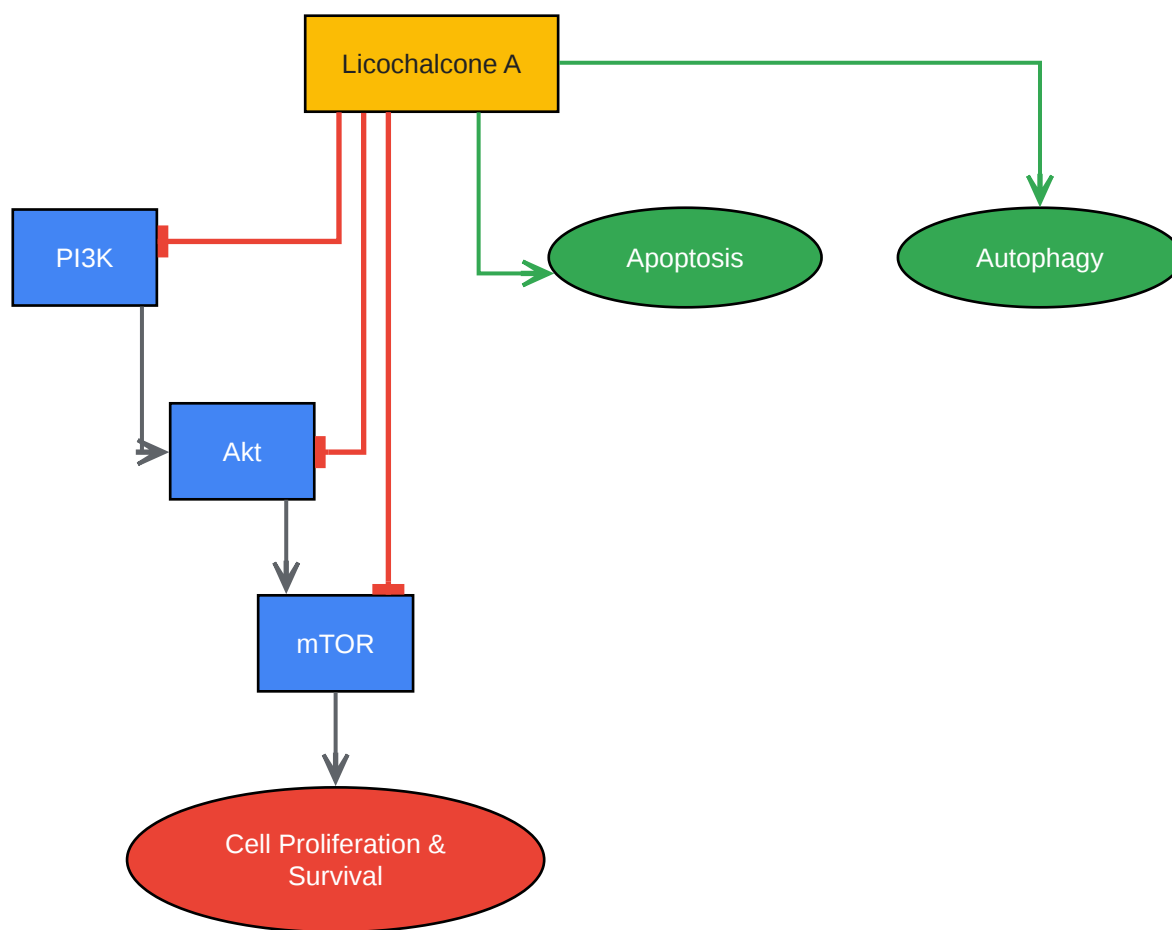 Licochalcone A
PI3K
Apoptosis
Autophagy
Akt
mTOR
Cell Proliferation &
Survival